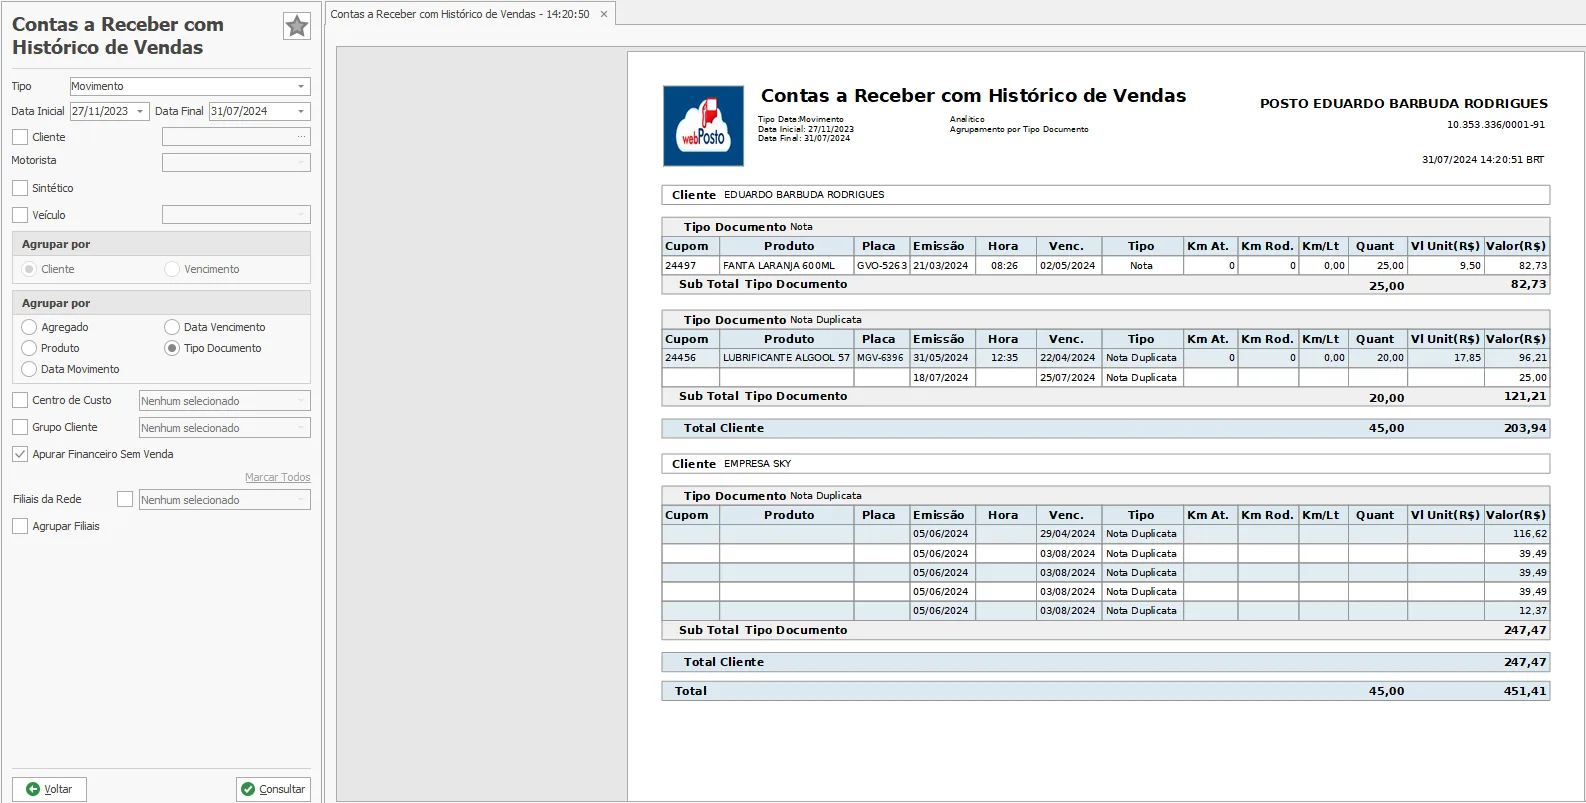 Contas a Receber com
Histórico de Vendas
Tipo Movimento
Data Inicial 27/11/2023 Data Final 31/07/2024
Cliente
Motorista
Sintético
Veículo
Agrupar por
Cliente Vencimento
Agrupar por
Agregado Data Vencimento
Produto Tipo Documento
Data Movimento
Centro de Custo Nenhum selecionado
Grupo Cliente Nenhum selecionado
Apurar Financeiro Sem Venda
Marcar Todos
Filiais da Rede Nenhum selecionado
Agrupar Filiais
Voltar Consultar
Contas a Receber com Histórico de Vendas - 14:20:50 ×
webPosto
Contas a Receber com Histórico de Vendas
Tipo Data:Movimento Analítico
Data Inicial: 27/11/2023 Agrupamento por Tipo Documento
Data Final: 31/07/2024
POSTO EDUARDO BARBUDA RODRIGUES
10.353.336/0001-91
31/07/2024 14:20:51 BRT
Cliente EDUARDO BARBUDA RODRIGUES
Tipo Documento Nota
Cupom Produto Placa Emissão Hora Venc. Tipo Km At. Km Rod. Km/Lt Quant Vl Unit(R$) Valor(R$)
24497 FANTA LARANJA 600ML GVO-5263 21/03/2024 08:26 02/05/2024 Nota 0 0 0,00 25,00 9,50 82,73
Sub Total Tipo Documento 25,00 82,73
Tipo Documento Nota Duplicata
Cupom Produto Placa Emissão Hora Venc. Tipo Km At. Km Rod. Km/Lt Quant Vl Unit(R$) Valor(R$)
24456 LUBRIFICANTE ALGOOL 57 MGV-6396 31/05/2024 12:35 22/04/2024 Nota Duplicata 0 0 0,00 20,00 17,85 96,21
18/07/2024 25/07/2024 Nota Duplicata 25,00
Sub Total Tipo Documento 20,00 121,21
Total Cliente 45,00 203,94
Cliente EMPRESA SKY
Tipo Documento Nota Duplicata
Cupom Produto Placa Emissão Hora Venc. Tipo Km At. Km Rod. Km/Lt Quant Vl Unit(R$) Valor(R$)
05/06/2024 29/04/2024 Nota Duplicata 116,62
05/06/2024 03/08/2024 Nota Duplicata 39,49
05/06/2024 03/08/2024 Nota Duplicata 39,49
05/06/2024 03/08/2024 Nota Duplicata 39,49
05/06/2024 03/08/2024 Nota Duplicata 12,37
Sub Total Tipo Documento 247,47
Total Cliente 247,47
Total 45,00 451,41